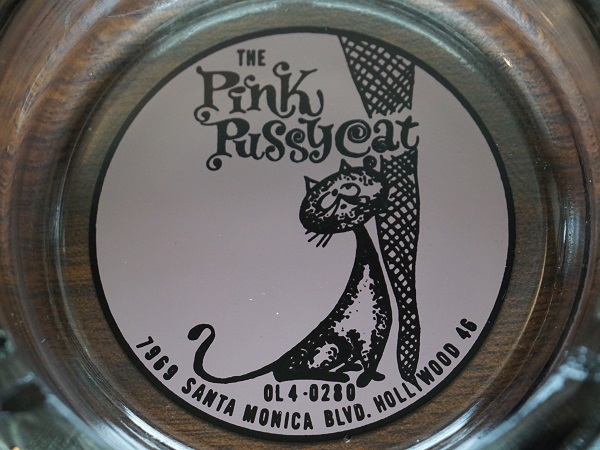 THE
Pink
Pussycat
OL 4-0280
7969 SANTA MONICA BLVD. HOLLYWOOD 46